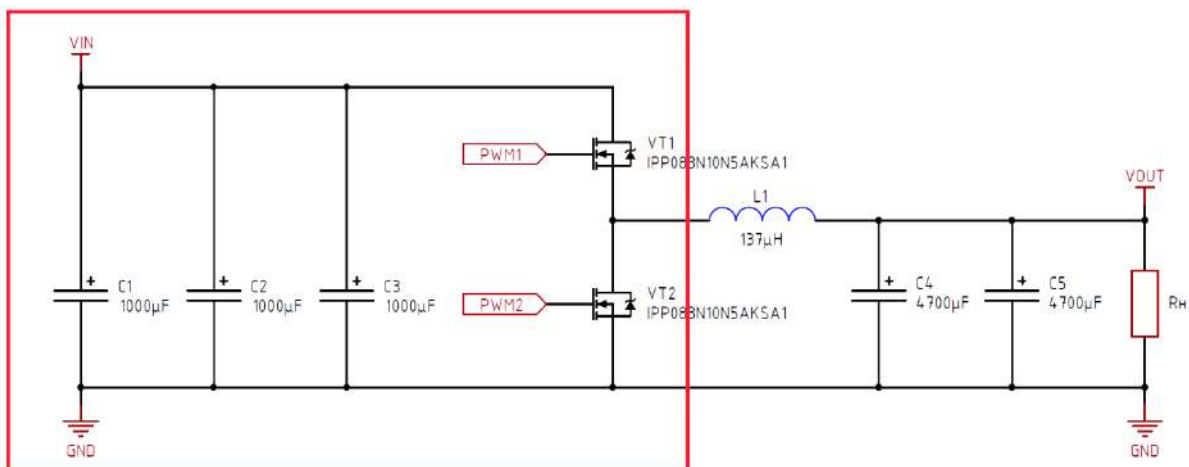 VIN
VT1
PWM1
IPP083N10N5AKSA1
VOUT
L1
137µH
C1
1000µF
C2
1000µF
C3
1000µF
PWM2
VT2
IPP083N10N5AKSA1
C4
4700µF
C5
4700µF
RH
GND
GND